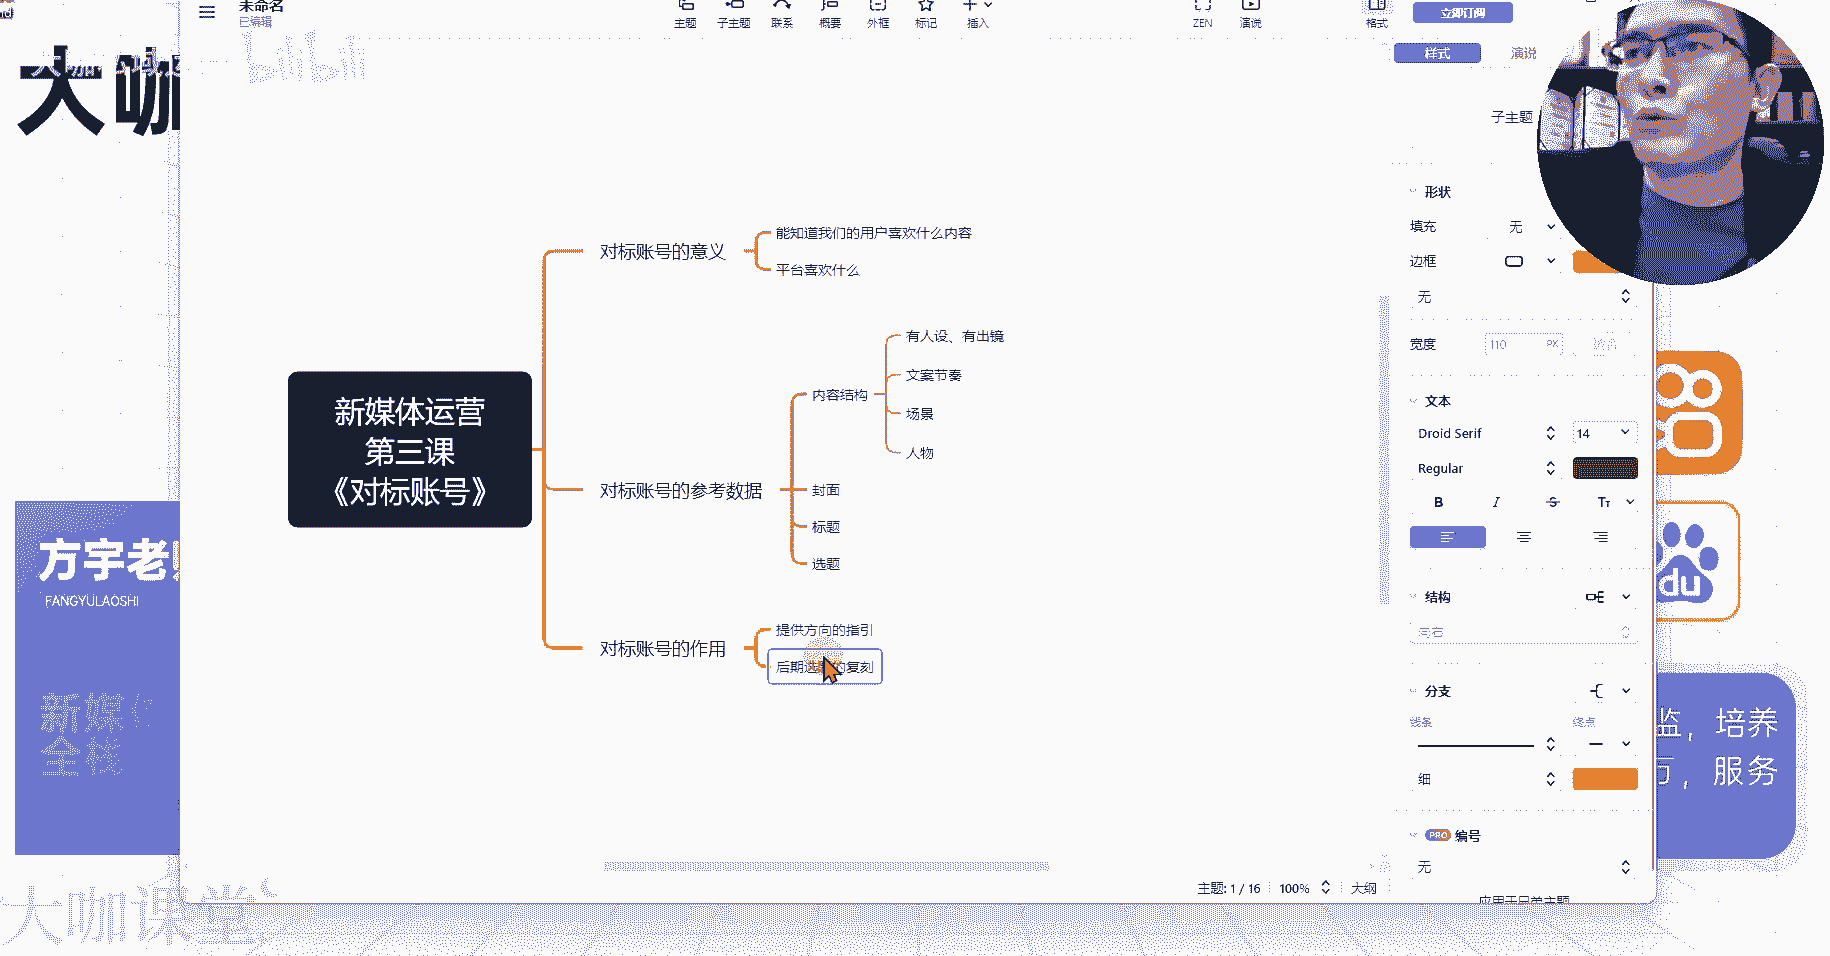 未命名
已编辑
主题
子主题
联系
概要
外框
标记
插入
ZEN
演说
格式
立即订阅
bilibili
大咖
样式
演说
子主题
形状
填充
无
边框
无
宽度
110
PX
文本
Droid Serif
14
Regular
B
I
S
TT
结构
向右
分支
线条
终点
细
PRO
编号
无
应用于兄弟主题
对标账号的意义
能知道我们的用户喜欢什么内容
平台喜欢什么
新媒体运营
第三课
《对标账号》
对标账号的参考数据
内容结构
有人设、有出镜
文案节奏
场景
人物
封面
标题
选题
对标账号的作用
提供方向的指引
后期选题的复刻
方宇老
FANGYULAOSHI
新媒体
全栈
du
监，培养
万，服务
主题: 1 / 16
100%
大纲
大咖课堂